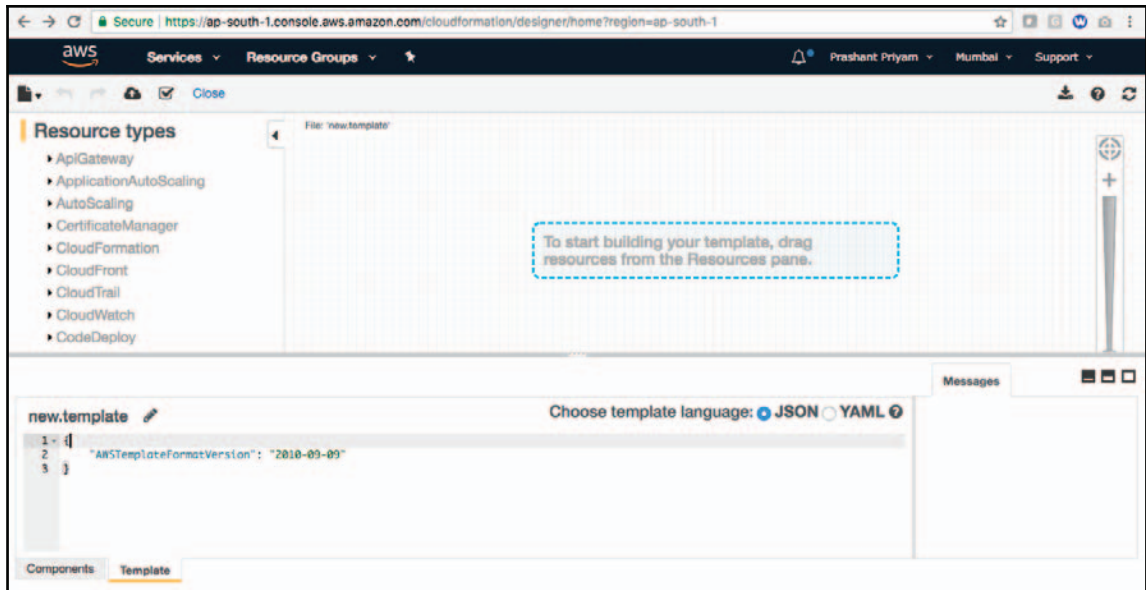 Secure | https://ap-south-1.console.aws.amazon.com/cloudformation/designer/home?region=ap-south-1
aws Services Resource Groups Prashant Priyam Mumbai Support
Close
Resource types
File: 'new.template'
ApiGateway
ApplicationAutoScaling
AutoScaling
CertificateManager
CloudFormation
CloudFront
CloudTrail
CloudWatch
CodeDeploy
To start building your template, drag
resources from the Resources pane.
Messages
new.template Choose template language: JSON YAML
1 {
2 "AWSTemplateFormatVersion": "2010-09-09"
3 }
Components Template